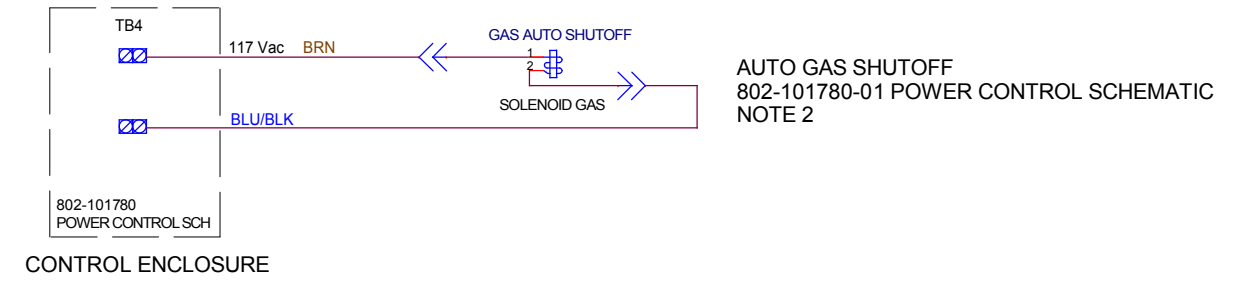 TB4
117 Vac BRN
GAS AUTO SHUTOFF
1
2
SOLENOID GAS
BLU/BLK
AUTO GAS SHUTOFF
802-101780-01 POWER CONTROL SCHEMATIC
NOTE 2
802-101780
POWER CONTROL SCH
CONTROL ENCLOSURE